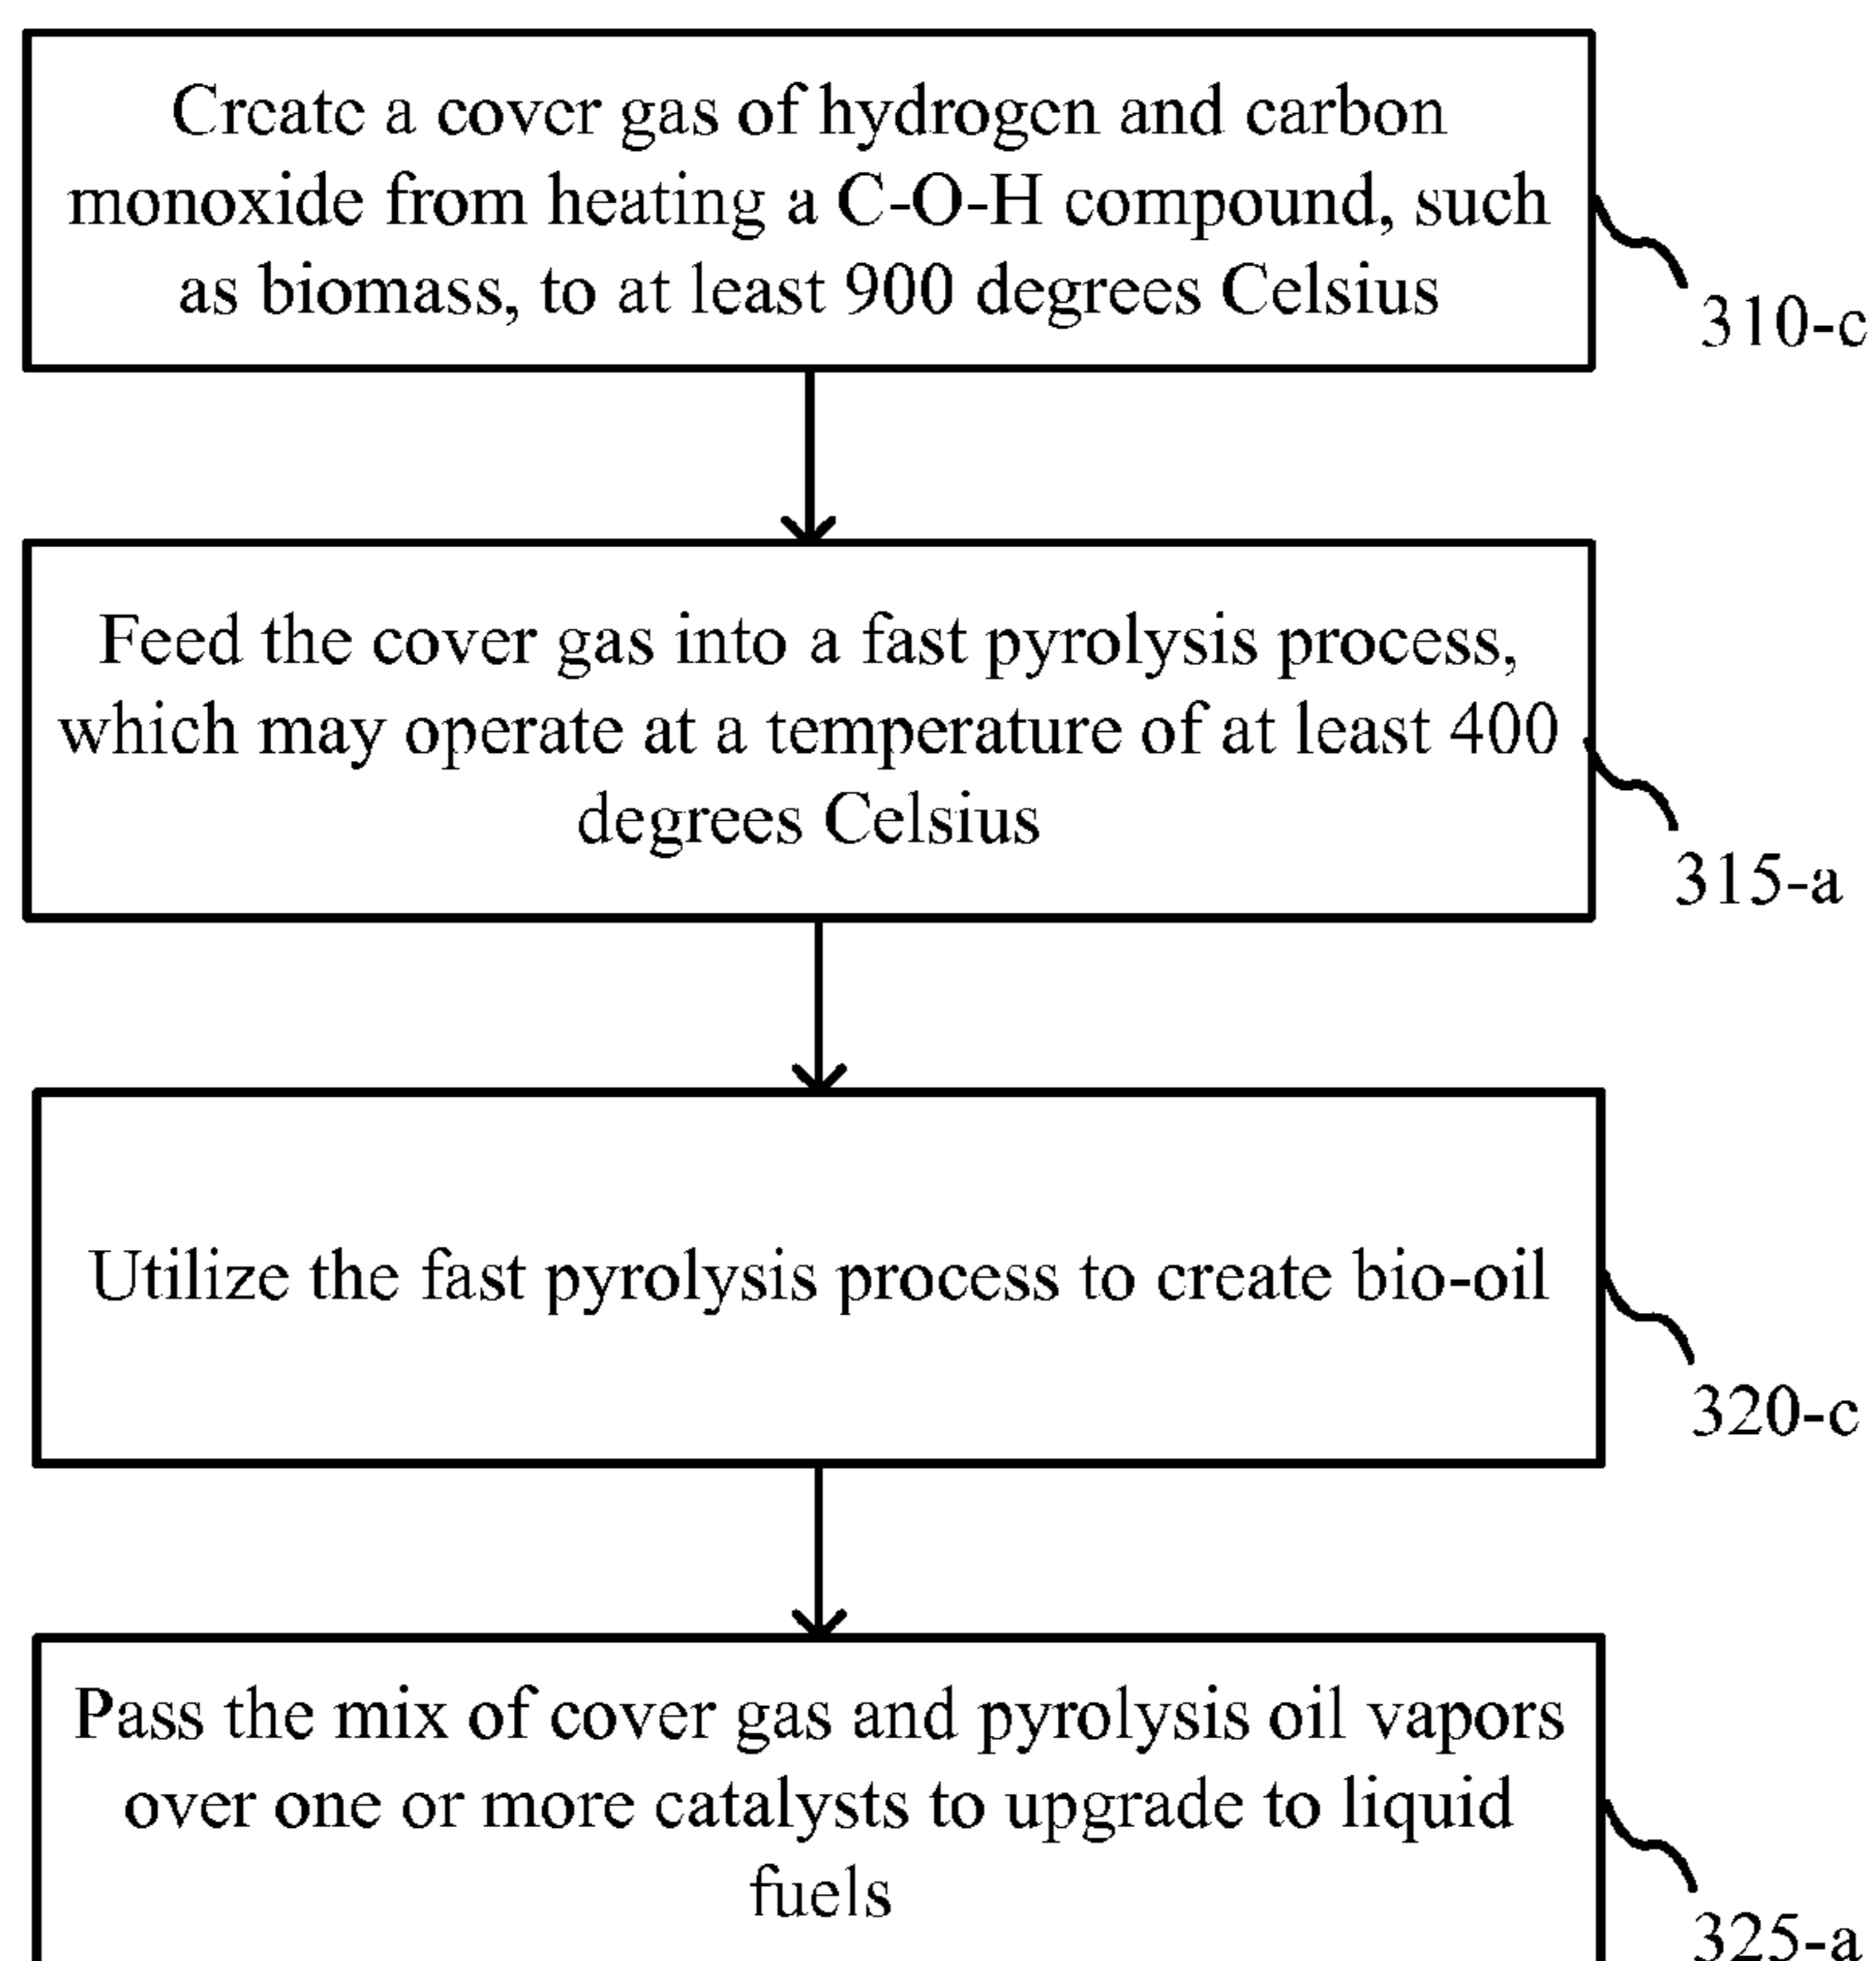 Create a cover gas of hydrogen and carbon
monoxide from heating a C-O-H compound, such
as biomass, to at least 900 degrees Celsius
310-c
Feed the cover gas into a fast pyrolysis process,
which may operate at a temperature of at least 400
degrees Celsius
315-a
Utilize the fast pyrolysis process to create bio-oil
320-c
Pass the mix of cover gas and pyrolysis oil vapors
over one or more catalysts to upgrade to liquid
fuels
325-a